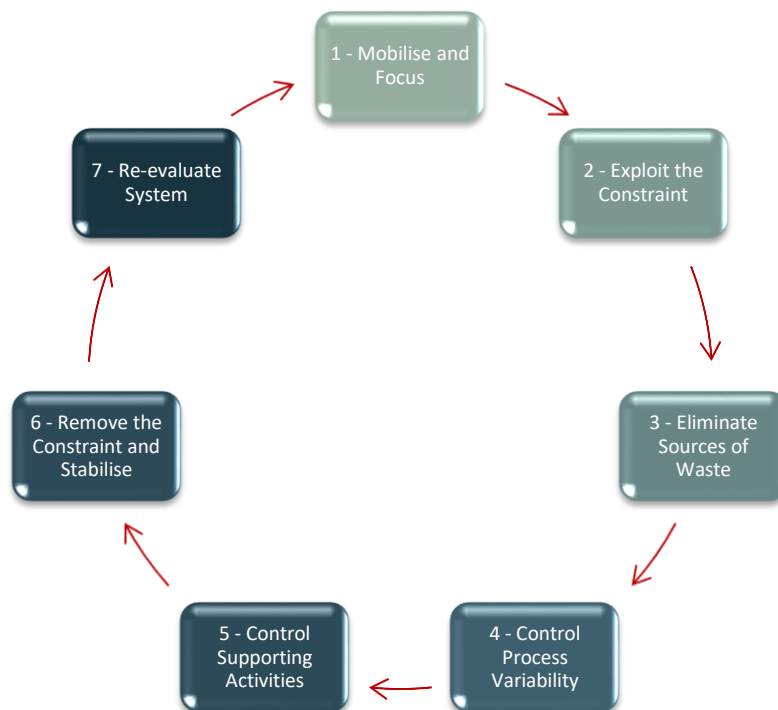 1 - Mobilise and
Focus
2 - Exploit the
Constraint
3 - Eliminate
Sources of
Waste
4 - Control
Process
Variability
5 - Control
Supporting
Activities
6 - Remove the
Constraint and
Stabilise
7 - Re-evaluate
System